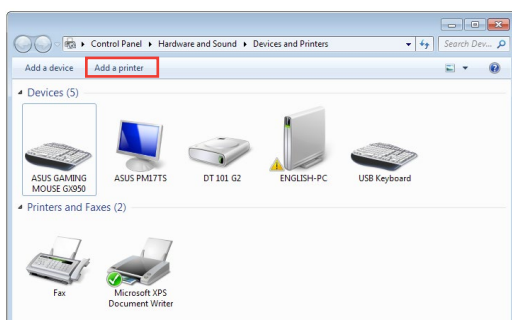 Control Panel ▸ Hardware and Sound ▸ Devices and Printers
Search Dev...
Add a device
Add a printer
Devices (5)
ASUS GAMING
MOUSE GX950
ASUS PM17TS
DT 101 G2
ENGLISH-PC
USB Keyboard
Printers and Faxes (2)
Fax
Microsoft XPS
Document Writer